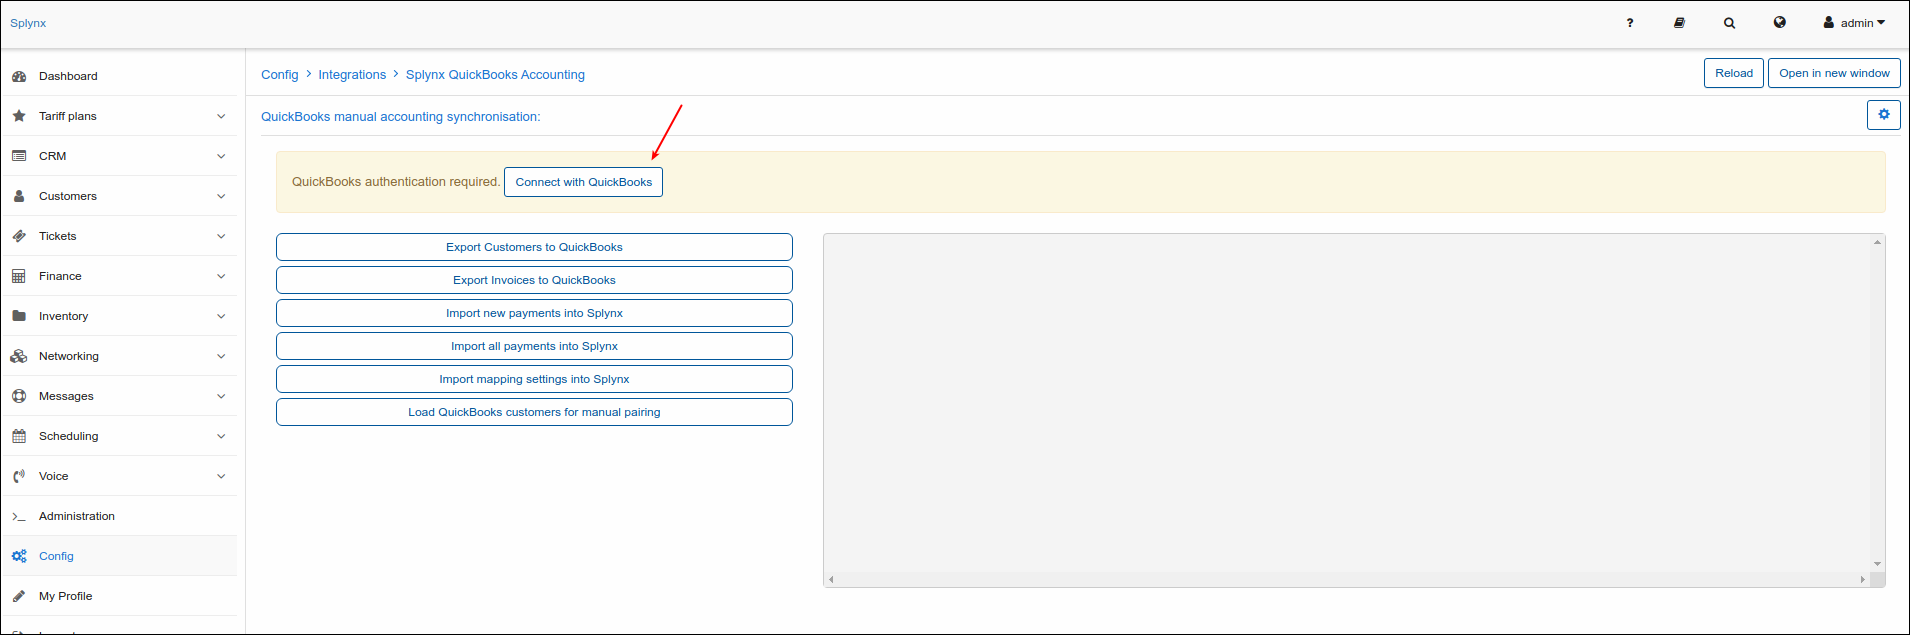 Splynx
? admin
Dashboard
Tariff plans
CRM
Customers
Tickets
Finance
Inventory
Networking
Messages
Scheduling
Voice
Administration
Config
My Profile
Config > Integrations > Splynx QuickBooks Accounting
Reload Open in new window
QuickBooks manual accounting synchronisation:
QuickBooks authentication required. Connect with QuickBooks
Export Customers to QuickBooks
Export Invoices to QuickBooks
Import new payments into Splynx
Import all payments into Splynx
Import mapping settings into Splynx
Load QuickBooks customers for manual pairing